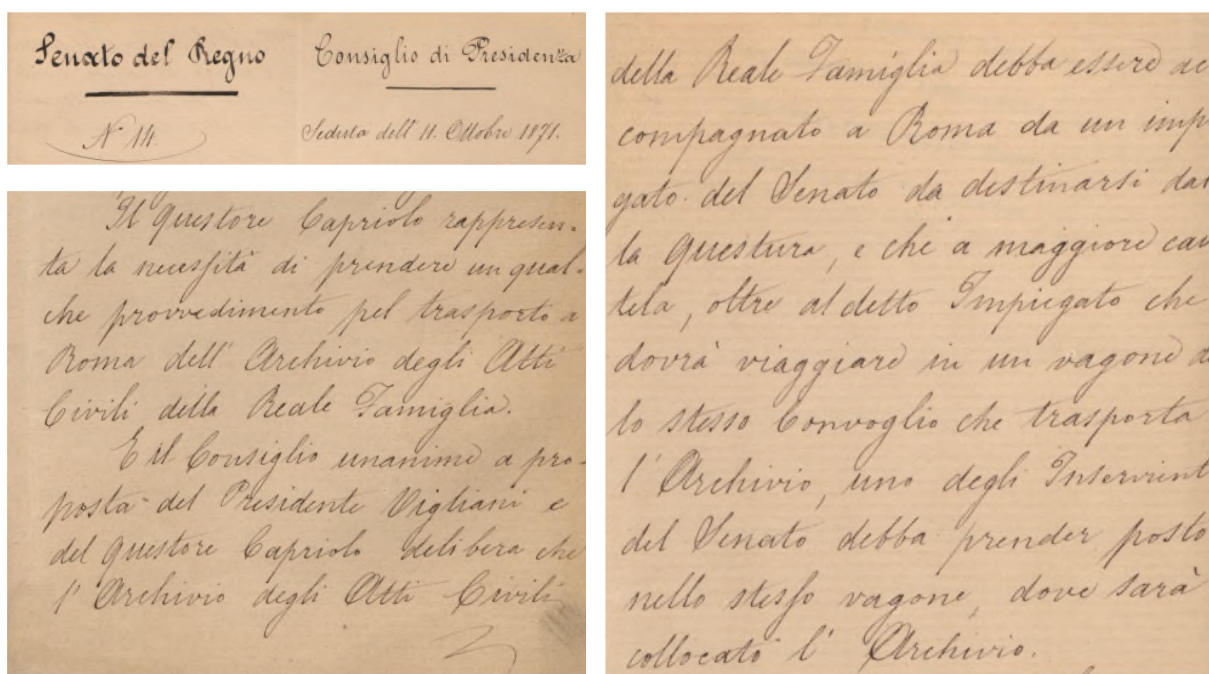 Senato del Regno
Consiglio di Presidenza
N° 14.
Seduta dell' 11. Ottobre 1871.
Il Questore Capriolo rappresen-
ta la necessità di prendere un qual-
che provvedimento pel trasporto a
Roma dell' Archivio degli Atti
Civili della Reale Famiglia.
E il Consiglio unanime a pro-
posta del Presidente Vigliani e
del Questore Capriolo delibera che
l' Archivio degli Atti Civili
della Reale Famiglia debba essere ac
compagnato a Roma da un imp
gato del Senato da destinarsi dal
la Questura, e che a maggiore cau
tela, oltre al detto Impiegato che
dovrà viaggiare in un vagone d
lo stesso Convoglio che trasporta
l' Archivio, uno degli Inservient
del Senato debba prender posto
nello stesso vagone, dove sarà
collocato l' Archivio.